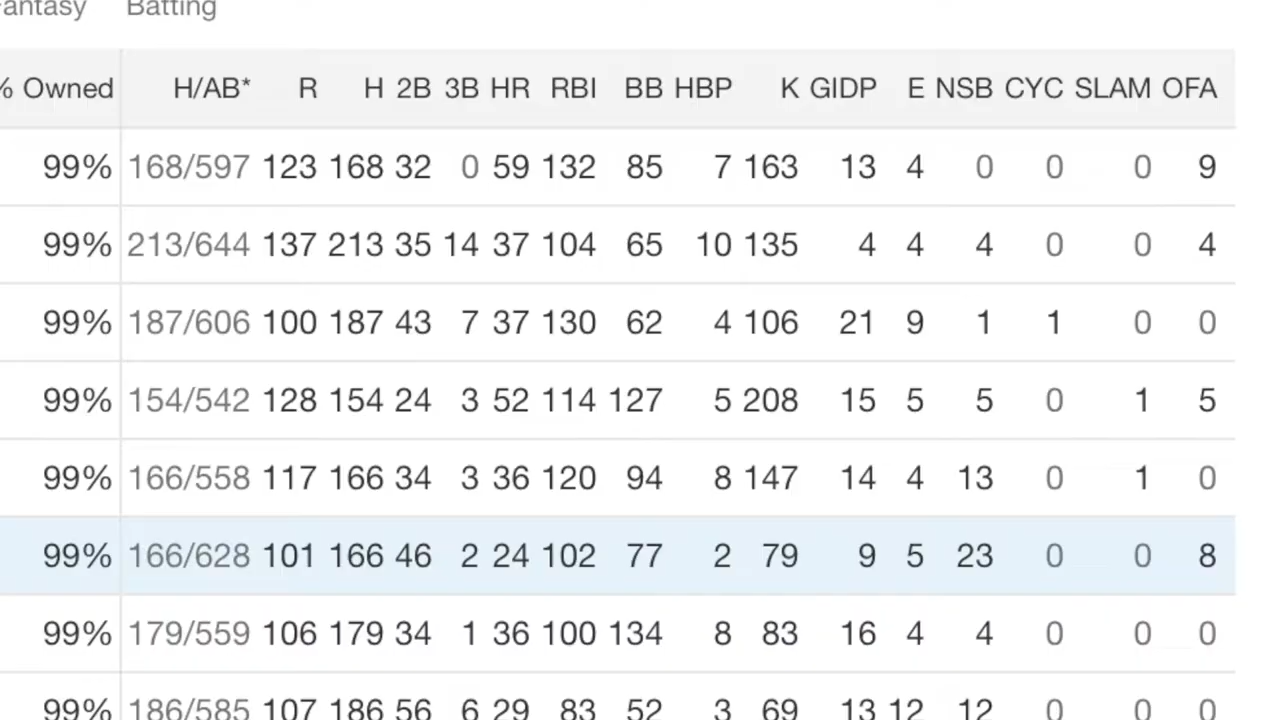 Fantasy Batting
% Owned H/AB* R H 2B 3B HR RBI BB HBP K GIDP E NSB CYC SLAM OFA
99% 168/597 123 168 32 0 59 132 85 7 163 13 4 0 0 0 9
99% 213/644 137 213 35 14 37 104 65 10 135 4 4 4 0 0 4
99% 187/606 100 187 43 7 37 130 62 4 106 21 9 1 1 0 0
99% 154/542 128 154 24 3 52 114 127 5 208 15 5 5 0 1 5
99% 166/558 117 166 34 3 36 120 94 8 147 14 4 13 0 1 0
99% 166/628 101 166 46 2 24 102 77 2 79 9 5 23 0 0 8
99% 179/559 106 179 34 1 36 100 134 8 83 16 4 4 0 0 0
99% 186/585 107 186 56 6 29 83 52 3 69 13 12 12 0 0 0